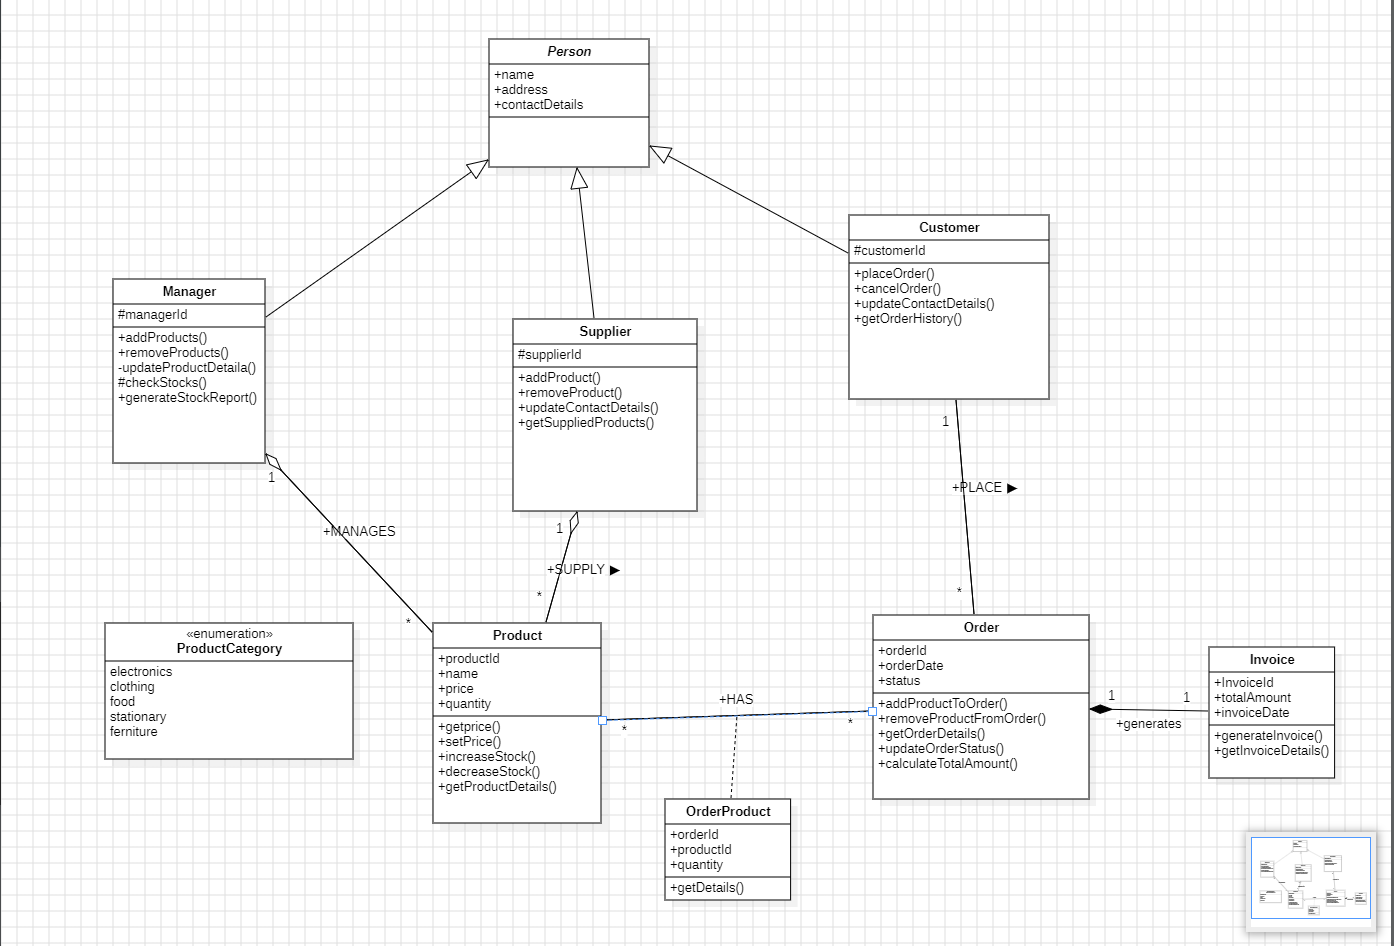 Person
+name
+address
+contactDetails
Customer
#customerId
+placeOrder()
+cancelOrder()
+updateContactDetails()
+getOrderHistory()
Manager
#managerId
+addProducts()
+removeProducts()
-updateProductDetaila()
#checkStocks()
+generateStockReport()
Supplier
#supplierId
+addProduct()
+removeProduct()
+updateContactDetails()
+getSuppliedProducts()
1
+MANAGES
*
1
+SUPPLY ▶
*
1
+PLACE ▶
*
«enumeration»
ProductCategory
electronics
clothing
food
stationary
ferniture
Product
+productId
+name
+price
+quantity
+getprice()
+setPrice()
+increaseStock()
+decreaseStock()
+getProductDetails()
+HAS
*
*
Order
+orderId
+orderDate
+status
+addProductToOrder()
+removeProductFromOrder()
+getOrderDetails()
+updateOrderStatus()
+calculateTotalAmount()
1
1
+generates
Invoice
+InvoiceId
+totalAmount
+invoiceDate
+generateInvoice()
+getInvoiceDetails()
OrderProduct
+orderId
+productId
+quantity
+getDetails()